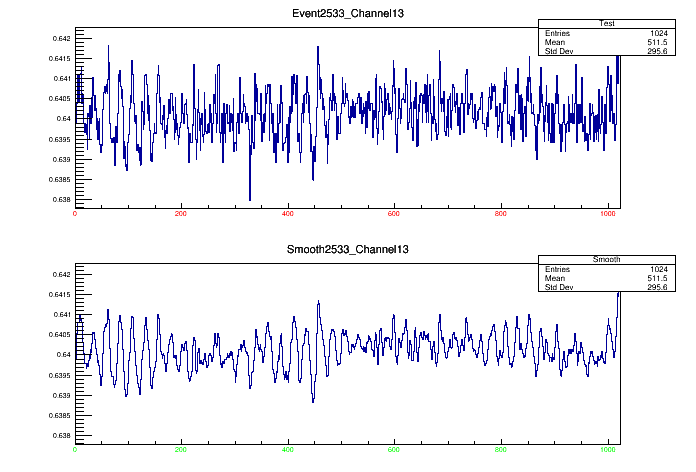 Event2533_Channel13
Test
Entries 1024
Mean 511.5
Std Dev 295.6
0.642
0.6415
0.641
0.6405
0.64
0.6395
0.639
0.6385
0.638
0 200 400 600 800 1000
Smooth2533_Channel13
Smooth
Entries 1024
Mean 511.5
Std Dev 295.6
0.642
0.6415
0.641
0.6405
0.64
0.6395
0.639
0.6385
0.638
0 200 400 600 800 1000